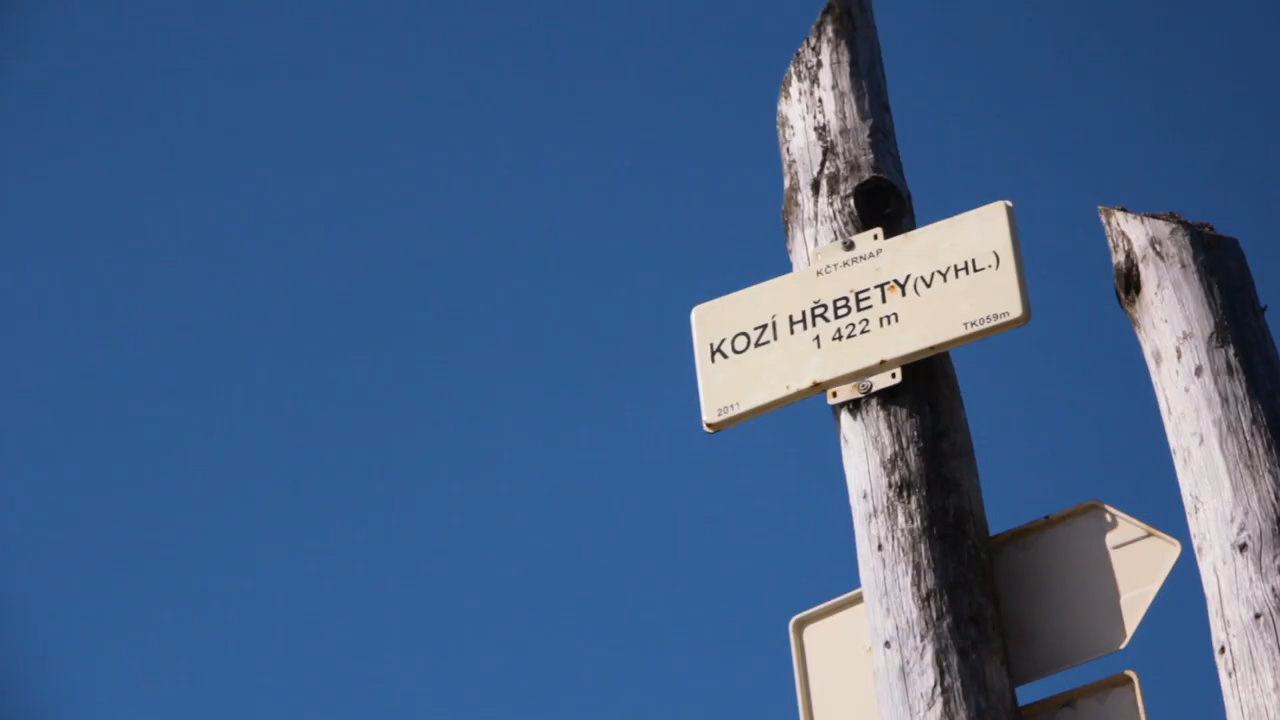 KČT-KRNAP
KOZÍ HŘBETY(VYHL.)
1 422 m
TK059m
2011